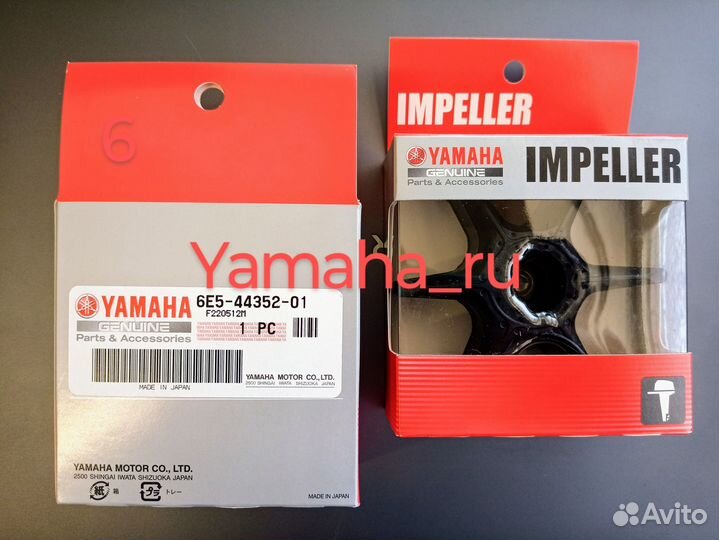 6
YAMAHA
GENUINE
Parts & Accessories
6E5-44352-01
F220512M
1 PC
MADE IN JAPAN
YAMAHA MOTOR CO.,LTD.
2500 SHINGAI IWATA SHIZUOKA JAPAN
YAMAHA MOTOR CO., LTD.
2500 SHINGAI IWATA SHIZUOKA JAPAN
紙
箱
プラ
トレー
MADE IN JAPAN
IMPELLER
YAMAHA
GENUINE
Parts & Accessories
IMPELLER
Yamaha_ru
Avito